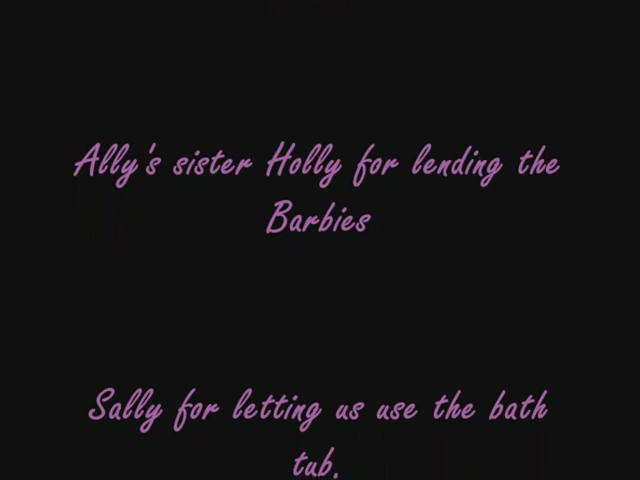 Ally's sister Holly for lending the
Barbies
Sally for letting us use the bath
tub.